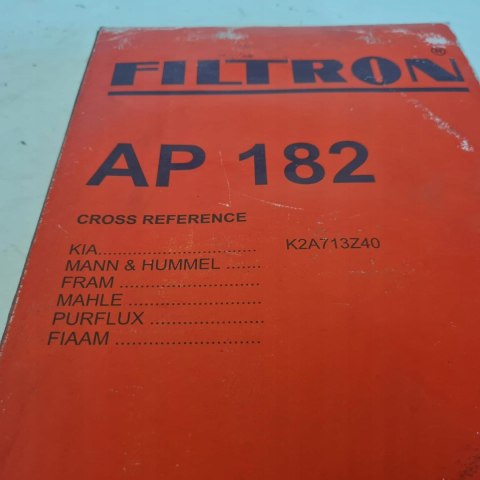 FILTRON®
AP 182
CROSS REFERENCE
KIA................................ K2A713Z40
MANN & HUMMEL .......
FRAM ............................
MAHLE ...........................
PURFLUX .......................
FIAAM .............................